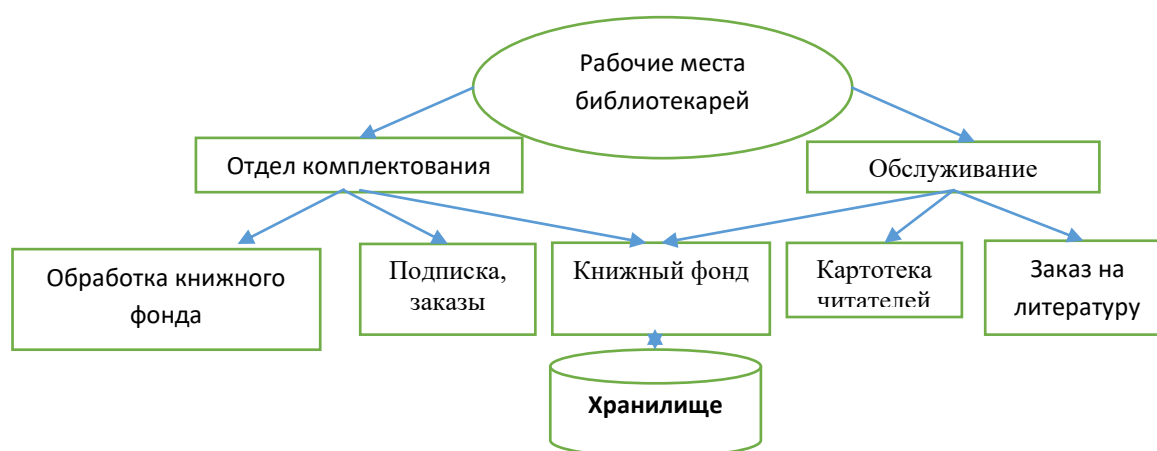 Рабочие места
библиотекарей
Отдел комплектования
Обслуживание
Обработка книжного
фонда
Подписка,
заказы
Книжный фонд
Картотека
читателей
Заказ на
литературу
Хранилище